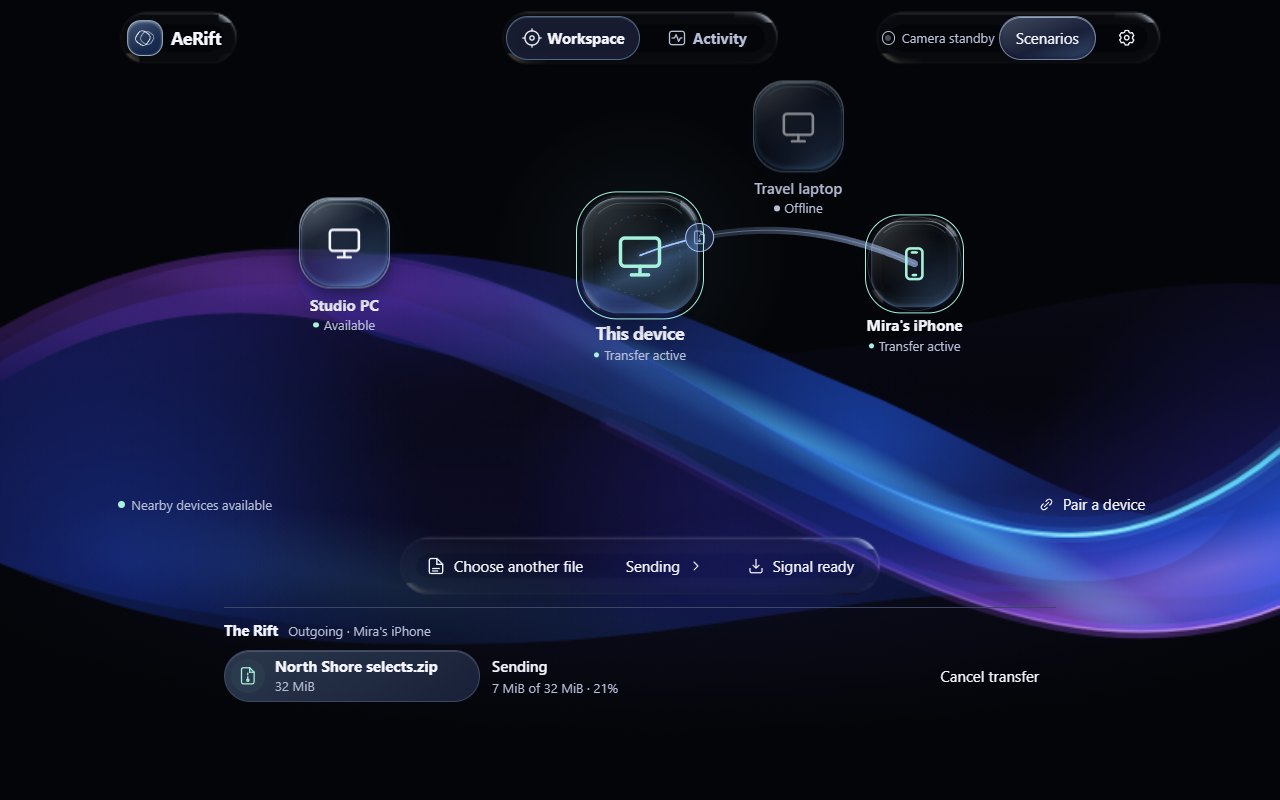 AeRift
Workspace
Activity
Camera standby
Scenarios
Travel laptop
Offline
Studio PC
Available
This device
Transfer active
Mira's iPhone
Transfer active
Nearby devices available
Pair a device
Choose another file
Sending
Signal ready
The Rift Outgoing · Mira's iPhone
North Shore selects.zip
32 MiB
Sending
7 MiB of 32 MiB · 21%
Cancel transfer